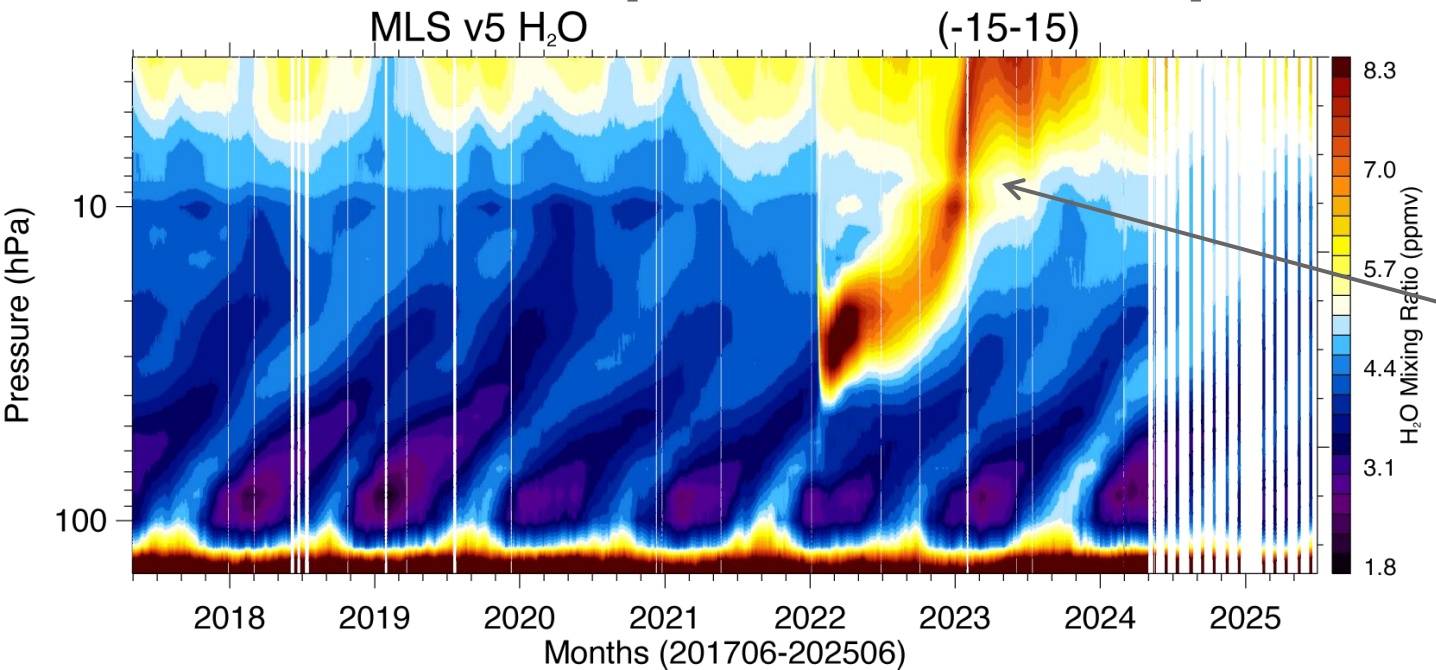 MLS v5 H₂O (-15-15)
8.3
7.0
10
5.7
4.4
3.1
100
1.8
Pressure (hPa)
H₂O Mixing Ratio (ppmv)
2018 2019 2020 2021 2022 2023 2024 2025
Months (201706-202506)